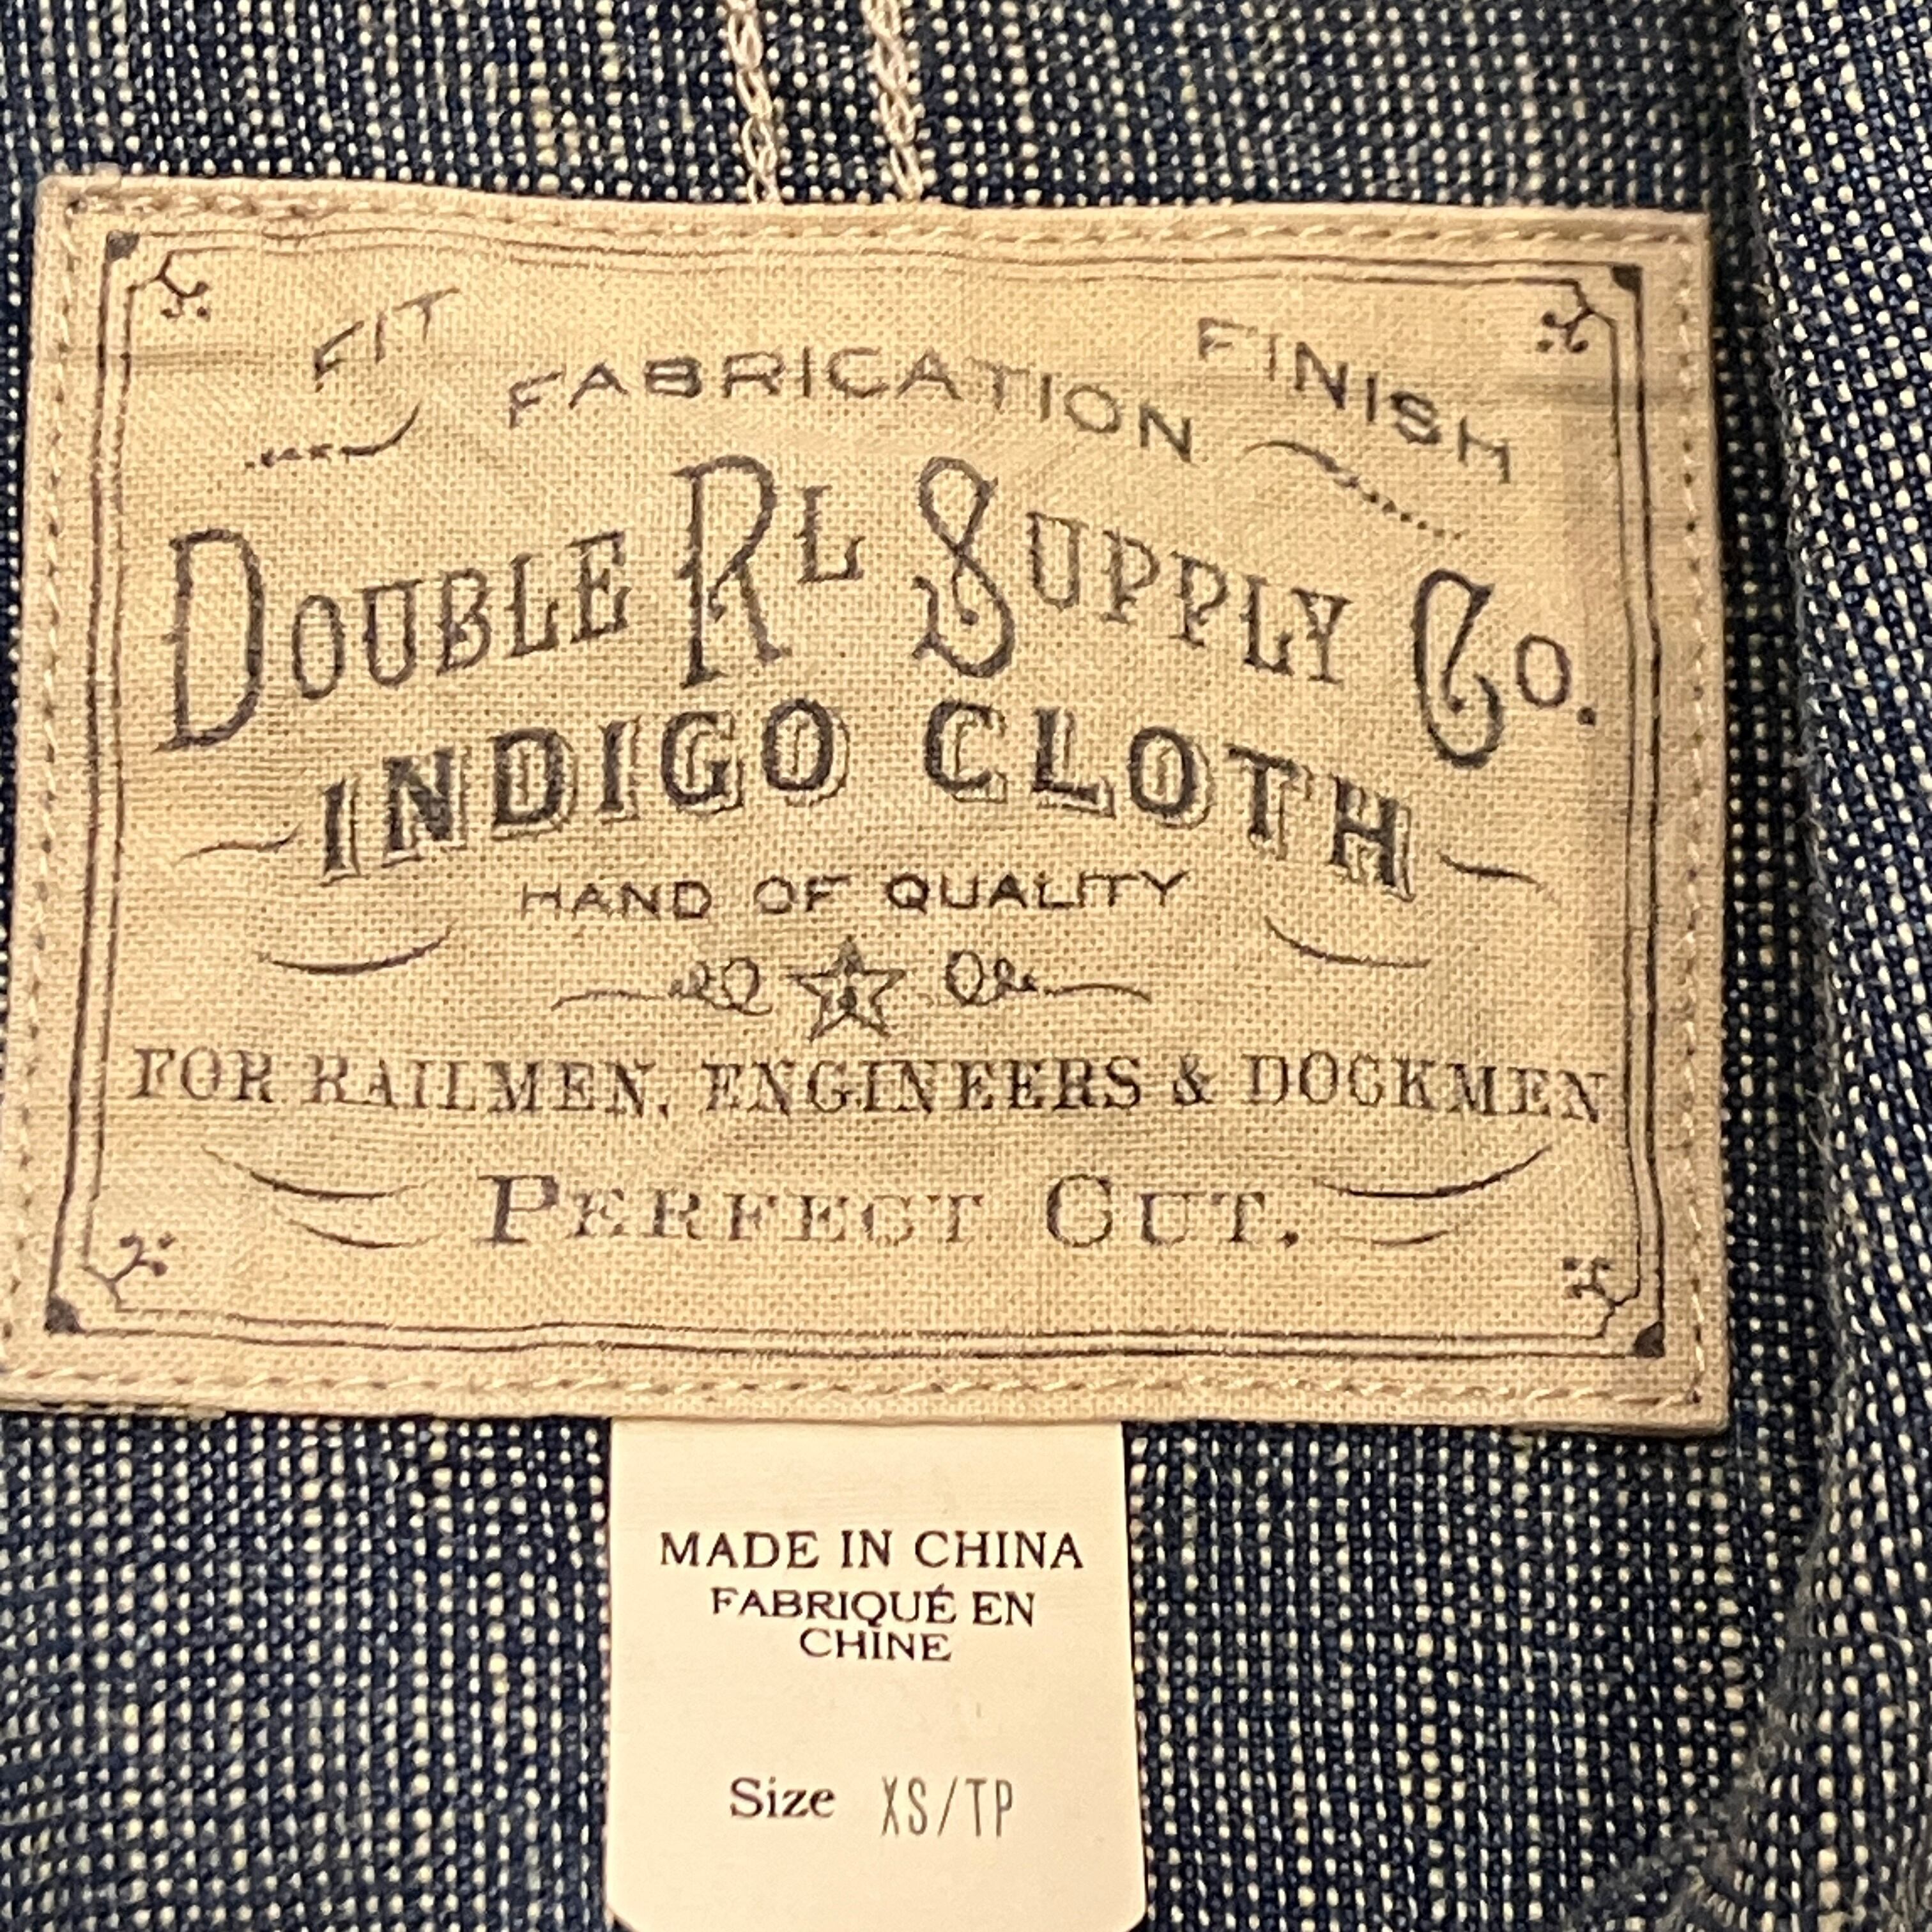 FIT FABRICATION FINISH
DOUBLE RL SUPPLY CO.
INDIGO CLOTH
HAND OF QUALITY
FOR RAILMEN, ENGINEERS & DOCKMEN
PERFECT CUT.
MADE IN CHINA
FABRIQUÉ EN
CHINE
Size XS/TP